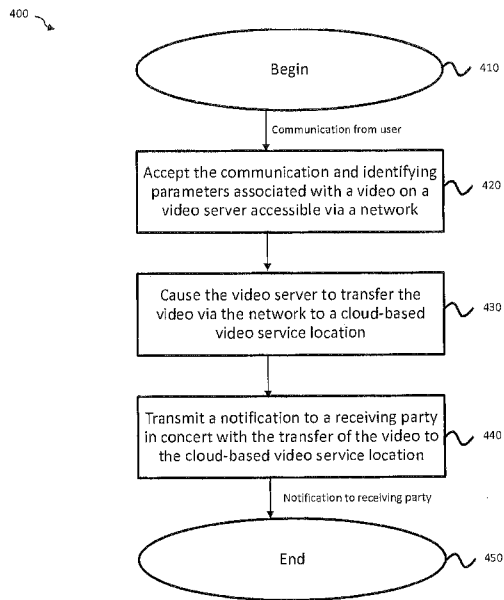 400
Begin
410
Communication from user
Accept the communication and identifying
parameters associated with a video on a
video server accessible via a network
420
Cause the video server to transfer the
video via the network to a cloud-based
video service location
430
Transmit a notification to a receiving party
in concert with the transfer of the video to
the cloud-based video service location
440
Notification to receiving party
End
450